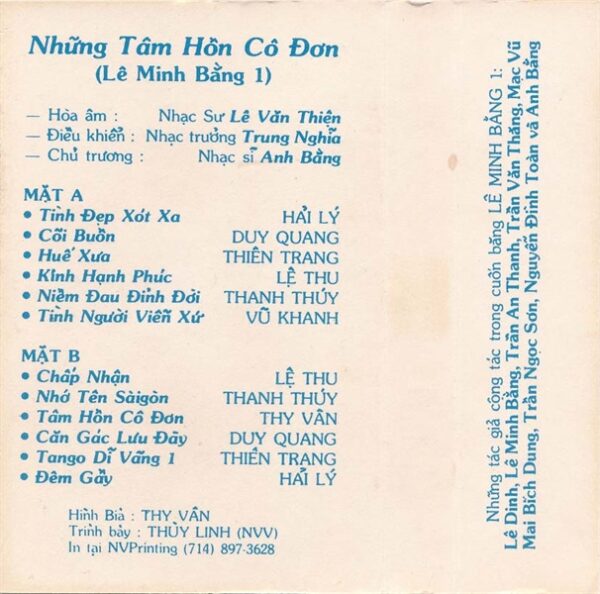 Những Tâm Hồn Cô Đơn
(Lê Minh Bằng 1)
— Hòa âm : Nhạc Sư Lê Văn Thiện
— Điều khiển : Nhạc trưởng Trung Nghĩa
— Chủ trương : Nhạc sĩ Anh Bằng
MẶT A
• Tình Đẹp Xót Xa HẢI LÝ
• Cõi Buồn DUY QUANG
• Huế Xưa THIÊN TRANG
• Kinh Hạnh Phúc LỆ THU
• Niềm Đau Đỉnh Đời THANH THÚY
• Tình Người Viễn Xứ VŨ KHANH
MẶT B
• Chấp Nhận LỆ THU
• Nhớ Tên Sàigòn THANH THÚY
• Tâm Hồn Cô Đơn THY VÂN
• Căn Gác Lưu Đày DUY QUANG
• Tango Dĩ Vãng 1 THIÊN TRANG
• Đêm Gầy HẢI LÝ
Hình Bìa : THY VÂN
Trình bày : THÙY LINH (NVV)
In tại NVPrinting (714) 897-3628
Những tác giả cộng tác trong cuốn băng LÊ MINH BẰNG 1:
Lê Dinh, Lê Minh Bằng, Trần An Thanh, Trần Văn Thăng, Mạc Vũ
Mai Bích Dung, Trần Ngọc Sơn, Nguyễn Đình Toàn và Anh Bằng